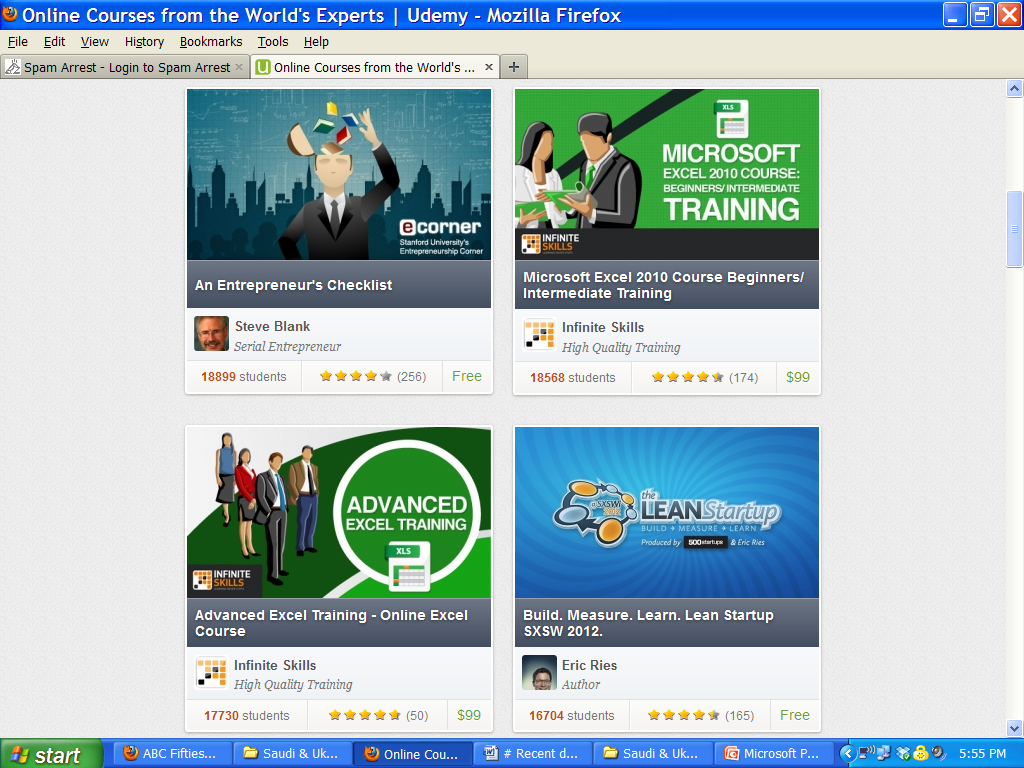 Online Courses from the World's Experts | Udemy - Mozilla Firefox
File Edit View History Bookmarks Tools Help
Spam Arrest - Login to Spam Arrest
Online Courses from the World's ...
ecorner
Stanford University's
Entrepreneurship Corner
An Entrepreneur's Checklist
Steve Blank
Serial Entrepreneur
18899 students (256) Free
XLS
MICROSOFT
EXCEL 2010 COURSE:
BEGINNERS/ INTERMEDIATE
TRAINING
INFINITE
SKILLS
Microsoft Excel 2010 Course Beginners/
Intermediate Training
Infinite Skills
High Quality Training
18568 students (174) $99
ADVANCED
EXCEL TRAINING
XLS
INFINITE
SKILLS
Advanced Excel Training - Online Excel
Course
Infinite Skills
High Quality Training
17730 students (50) $99
@SXSWi
2012
the
LEAN Startup
BUILD ➔ MEASURE ➔ LEARN
Produced by 500startups & Eric Ries
Build. Measure. Learn. Lean Startup
SXSW 2012.
Eric Ries
Author
16704 students (165) Free
start
ABC Fifties...
Saudi & Uk...
Online Cou...
# Recent d...
Saudi & Uk...
Microsoft P...
5:55 PM